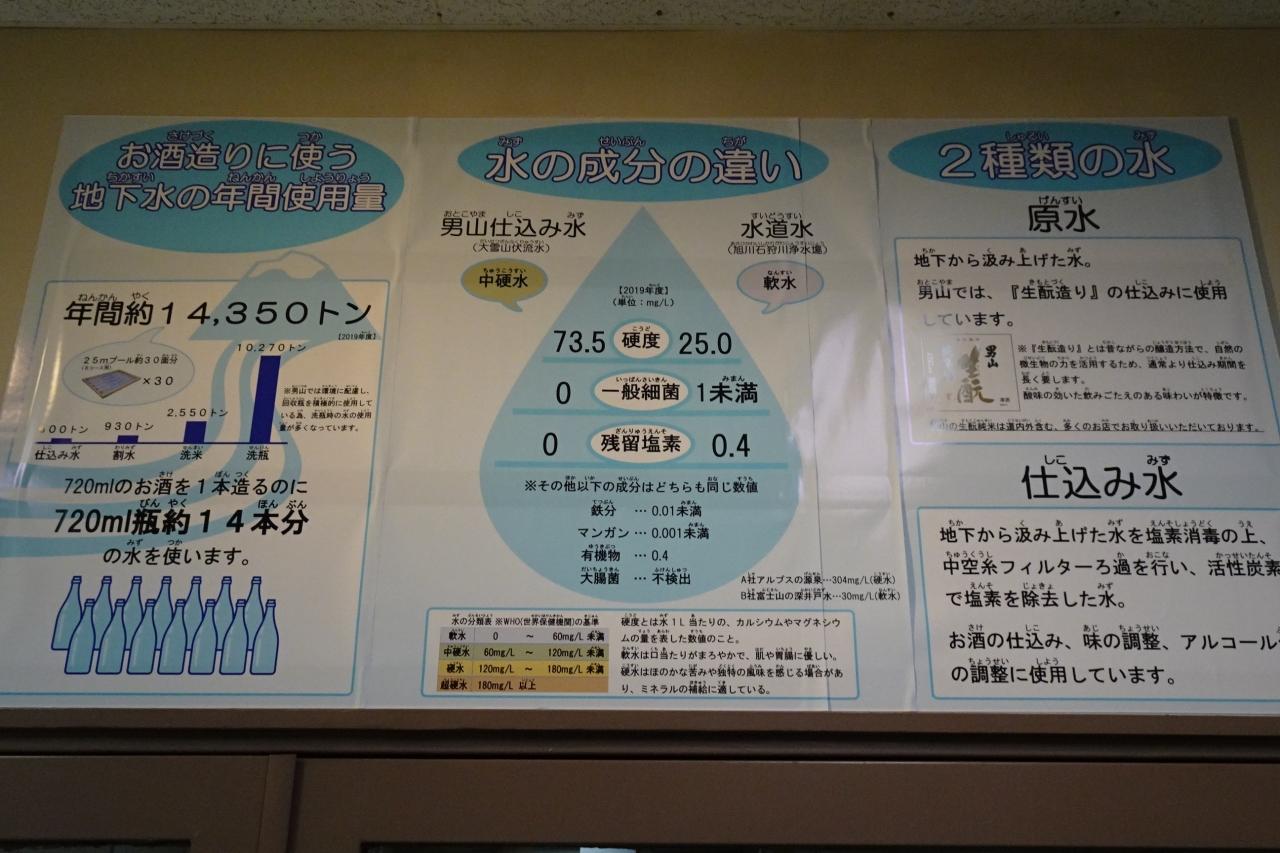 お酒造りに使う
地下水の年間使用量
年間約14,350トン
【2019年度】
25mプール約30面分
×30
10,270トン
2,550トン
930トン
00トン
仕込み水 割水 洗米 洗瓶
※男山では環境に配慮し、
回収瓶を積極的に使用して
いる為、洗瓶時の水の使用
量が多くなっています。
720mlのお酒を1本造るのに
720ml瓶約14本分
の水を使います。
水の成分の違い
男山仕込み水
(大雪山伏流水)
中硬水
水道水
(旭川石狩川浄水場)
軟水
【2019年度】
(単位:mg/L)
73.5 硬度 25.0
0 一般細菌 1未満
0 残留塩素 0.4
※その他以下の成分はどちらも同じ数値
鉄分 …0.01未満
マンガン …0.001未満
有機物 …0.4
大腸菌 …不検出
A社アルプスの源泉…304mg/L(硬水)
B社富士山の深井戸水…30mg/L(軟水)
水の分類表 ※WHO(世界保健機関)の基準
軟水 0 ~ 60mg/L 未満
中硬水 60mg/L ~ 120mg/L 未満
硬水 120mg/L ~ 180mg/L 未満
超硬水 180mg/L 以上
硬度とは水1L当たりの、カルシウムやマグネシウ
ムの量を表した数値のこと。
軟水は口当たりがまろやかで、肌や胃腸に優しい。
硬水はほのかな苦みや独特の風味を感じる場合があ
り、ミネラルの補給に適している。
2種類の水
原水
地下から汲み上げた水。
男山では、『生酛造り』の仕込みに使用
しています。
男山
生酛
※『生酛造り』とは昔ながらの醸造方法で、自然の
微生物の力を活用するため、通常より仕込み期間を
長く要します。
酸味の効いた飲みごたえのある味わいが特徴です。
の生酛純米は道内外含む、多くのお店でお取り扱いいただいております。
仕込み水
地下から汲み上げた水を塩素消毒の上、
中空糸フィルターろ過を行い、活性炭素
で塩素を除去した水。
お酒の仕込み、味の調整、アルコール
の調整に使用しています。